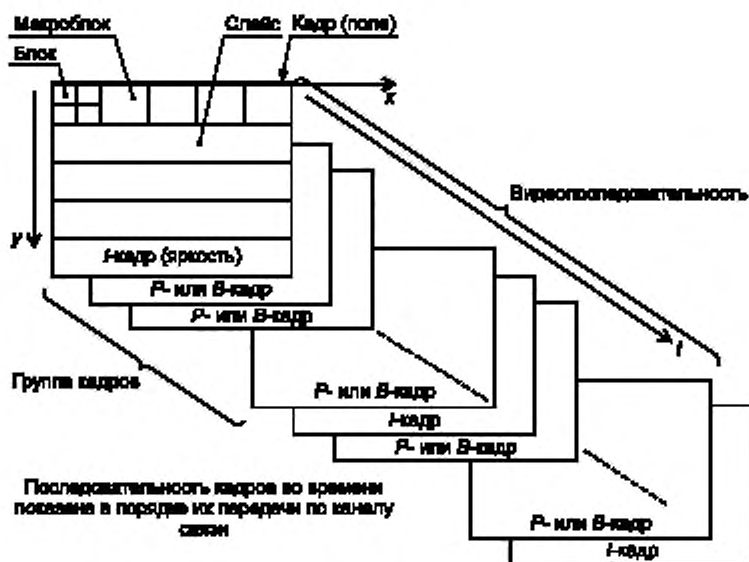 Макроблок
Слайс
Кадр (поле)
Блок
x
Видеопоследовательность
y
I-кадр (яркость)
P- или B-кадр
P- или B-кадр
t
Группа кадров
P- или B-кадр
I-кадр
P- или B-кадр
Последовательность кадров во времени
показана в порядке их передачи по каналу
связи
P- или B-кадр
I-кадр